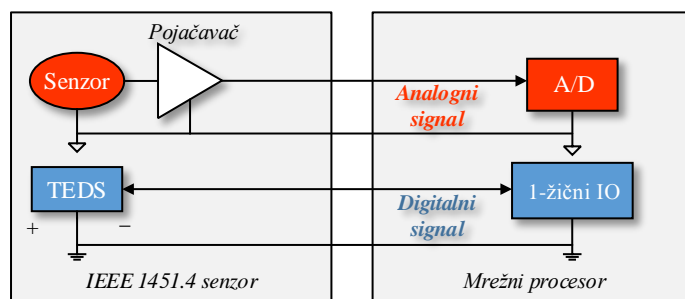 Pojačavač
Senzor
A/D
Analogni
signal
TEDS
1-žični IO
Digitalni
signal
+ −
IEEE 1451.4 senzor
Mrežni procesor